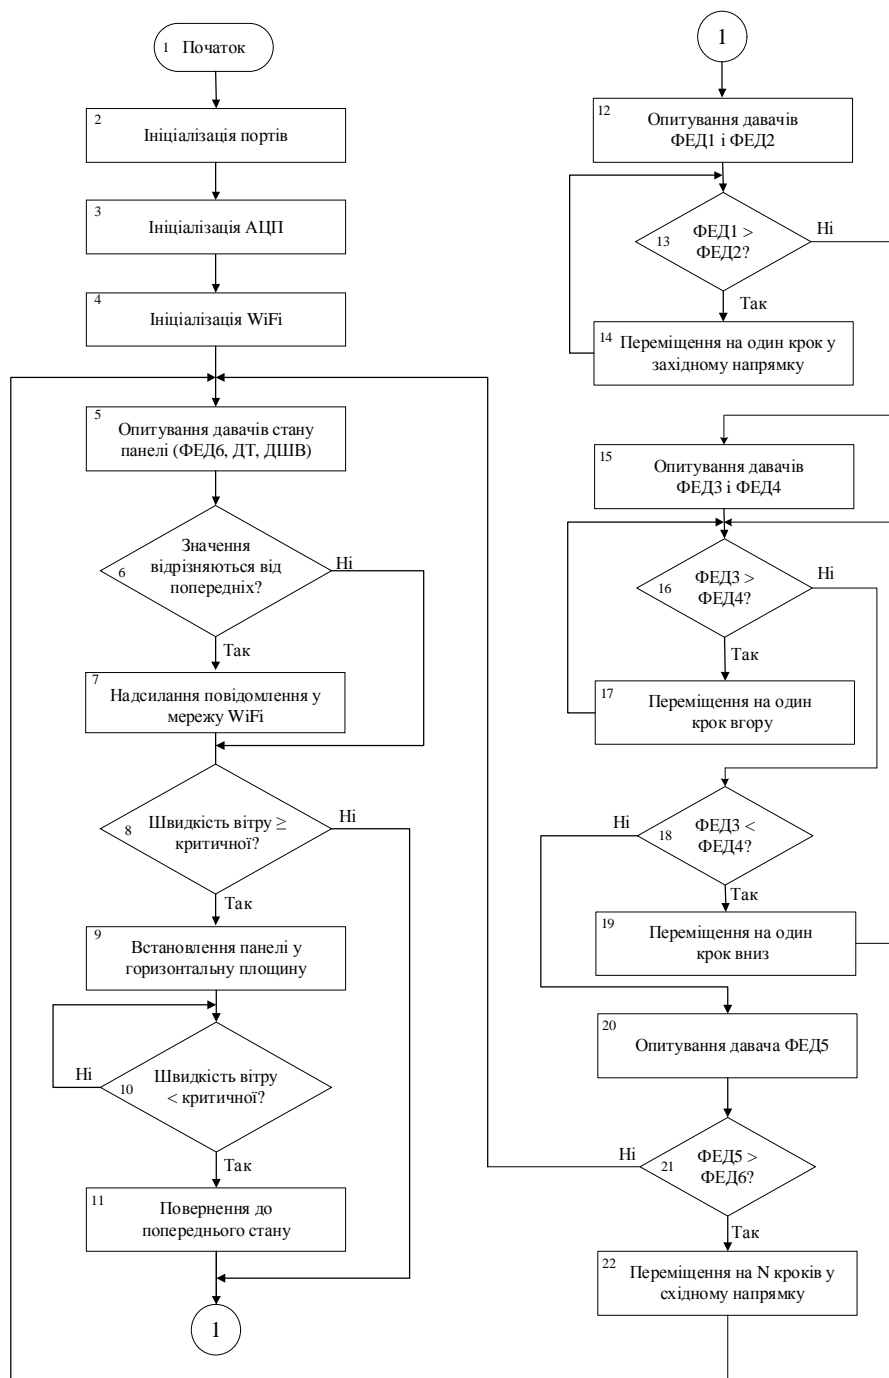 1 Початок
2
Ініціалізація портів
3
Ініціалізація АЦП
4
Ініціалізація WiFi
5
Опитування давачів стану
панелі (ФЕД6, ДТ, ДШВ)
Значення
6 відрізняються від
попередніх?
Ні
Так
7
Надсилання повідомлення у
мережу WiFi
8 Швидкість вітру ≥
критичної?
Ні
Так
9
Встановлення панелі у
горизонтальну площину
Ні
10 Швидкість вітру
< критичної?
Так
11
Повернення до
попереднього стану
1
1
12
Опитування давачів
ФЕД1 і ФЕД2
Ні
13 ФЕД1 >
ФЕД2?
Так
14 Переміщення на один крок у
західному напрямку
15
Опитування давачів
ФЕД3 і ФЕД4
Ні
16 ФЕД3 >
ФЕД4?
Так
17 Переміщення на один
крок вгору
Ні
18 ФЕД3 <
ФЕД4?
Так
19 Переміщення на один
крок вниз
20
Опитування давача ФЕД5
Ні
21 ФЕД5 >
ФЕД6?
Так
22 Переміщення на N кроків у
східному напрямку